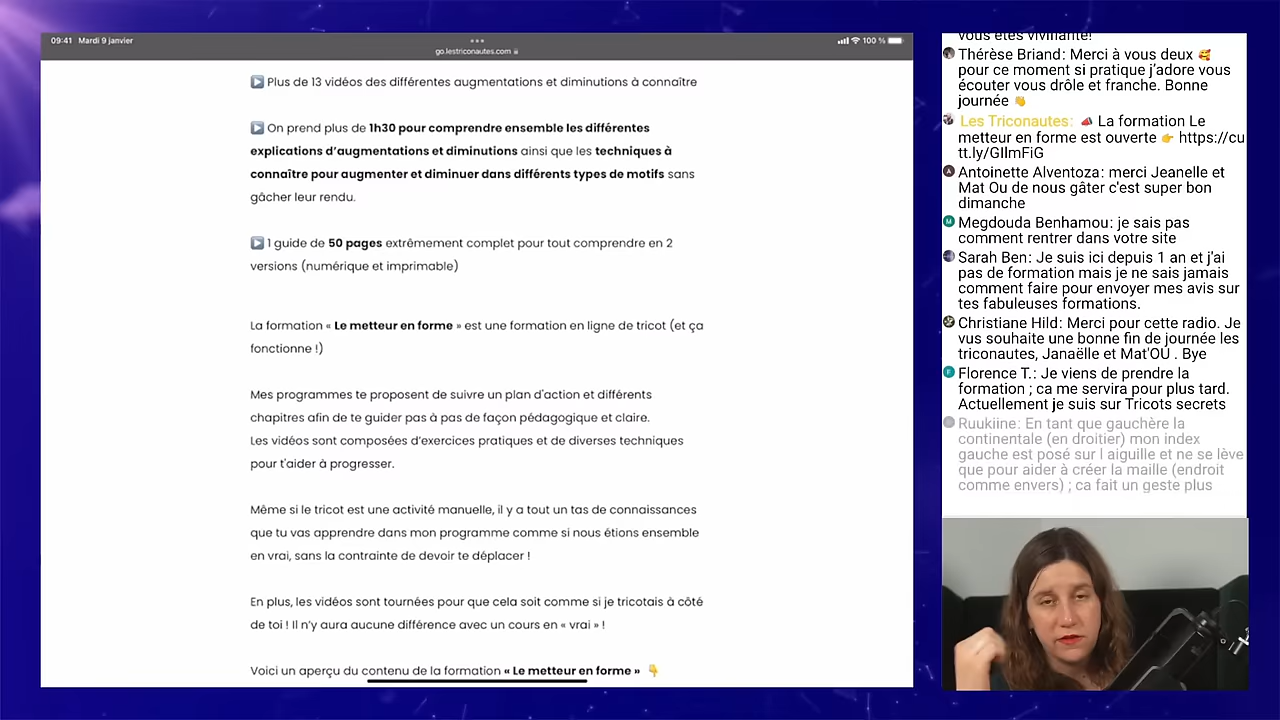 09:41 Mardi 9 janvier
100 %
go.lestriconautes.com
Plus de 13 vidéos des différentes augmentations et diminutions à connaître
On prend plus de 1h30 pour comprendre ensemble les différentes
explications d'augmentations et diminutions ainsi que les techniques à
connaître pour augmenter et diminuer dans différents types de motifs sans
gâcher leur rendu.
1 guide de 50 pages extrêmement complet pour tout comprendre en 2
versions (numérique et imprimable)
La formation « Le metteur en forme » est une formation en ligne de tricot (et ça
fonctionne !)
Mes programmes te proposent de suivre un plan d'action et différents
chapitres afin de te guider pas à pas de façon pédagogique et claire.
Les vidéos sont composées d'exercices pratiques et de diverses techniques
pour t'aider à progresser.
Même si le tricot est une activité manuelle, il y a tout un tas de connaissances
que tu vas apprendre dans mon programme comme si nous étions ensemble
en vrai, sans la contrainte de devoir te déplacer !
En plus, les vidéos sont tournées pour que cela soit comme si je tricotais à côté
de toi ! Il n'y aura aucune différence avec un cours en « vrai » !
Voici un aperçu du contenu de la formation « Le metteur en forme » 👇
vous êtes vivifiante!
Thérèse Briand: Merci à vous deux 🥰
pour ce moment si pratique j'adore vous
écouter vous drôle et franche. Bonne
journée 👋
Les Triconautes: 📣 La formation Le
metteur en forme est ouverte 👉 https://cu
tt.ly/GIlmFiG
A
Antoinette Alventoza: merci Jeanelle et
Mat Ou de nous gâter c'est super bon
dimanche
M
Megdouda Benhamou: je sais pas
comment rentrer dans votre site
Sarah Ben: Je suis ici depuis 1 an et j'ai
pas de formation mais je ne sais jamais
comment faire pour envoyer mes avis sur
tes fabuleuses formations.
Christiane Hild: Merci pour cette radio. Je
vus souhaite une bonne fin de journée les
triconautes, Janaëlle et Mat'OÙ . Bye
F
Florence T.: Je viens de prendre la
formation ; ca me servira pour plus tard.
Actuellement je suis sur Tricots secrets
Ruukiine: En tant que gauchère la
continentale (en droitier) mon index
gauche est posé sur l aiguille et ne se lève
que pour aider à créer la maille (endroit
comme envers) ; ca fait un geste plus